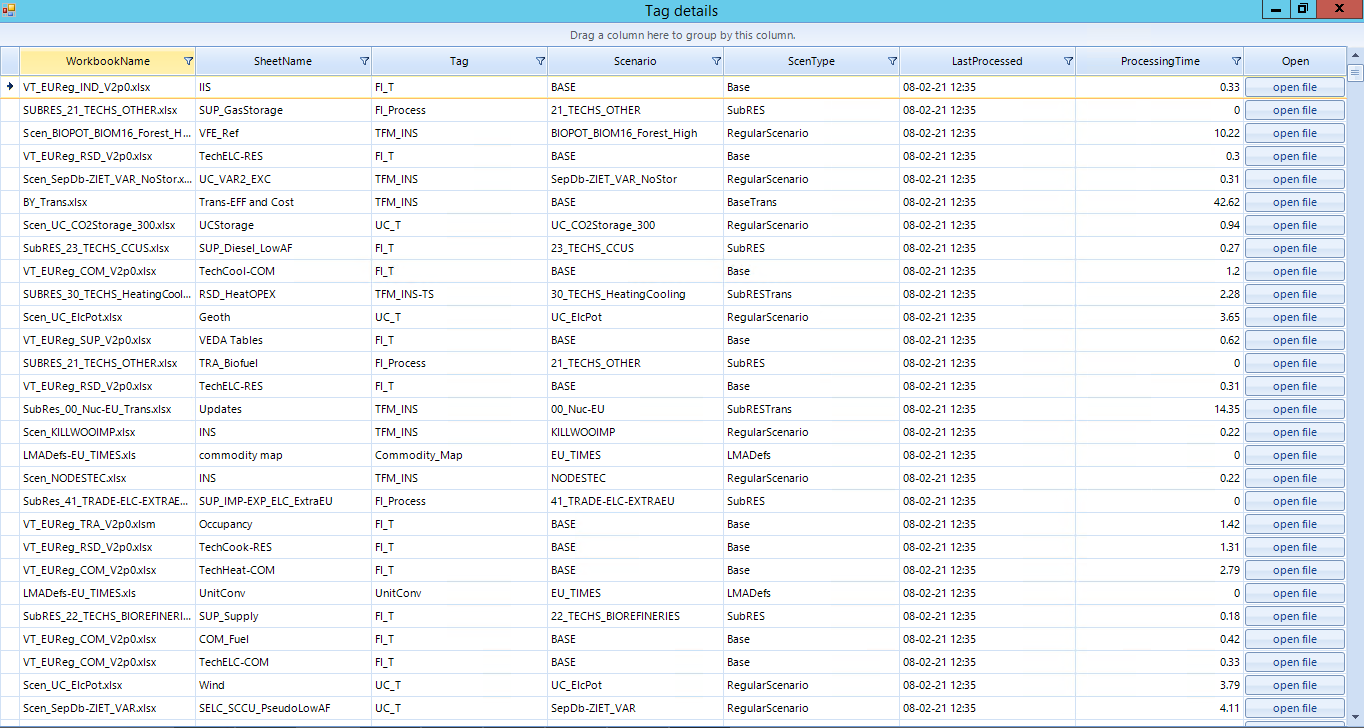 Tag details
Drag a column here to group by this column.
WorkbookName SheetName Tag Scenario ScenType LastProcessed ProcessingTime Open
VT_EUReg_IND_V2p0.xlsx IIS FI_T BASE Base 08-02-21 12:35 0.33 open file
SUBRES_21_TECHS_OTHER.xlsx SUP_GasStorage FI_Process 21_TECHS_OTHER SubRES 08-02-21 12:35 0 open file
Scen_BIOPOT_BIOM16_Forest_H... VFE_Ref TFM_INS BIOPOT_BIOM16_Forest_High RegularScenario 08-02-21 12:35 10.22 open file
VT_EUReg_RSD_V2p0.xlsx TechELC-RES FI_T BASE Base 08-02-21 12:35 0.3 open file
Scen_SepDb-ZIET_VAR_NoStor.x... UC_VAR2_EXC TFM_INS SepDb-ZIET_VAR_NoStor RegularScenario 08-02-21 12:35 0.31 open file
BY_Trans.xlsx Trans-EFF and Cost TFM_INS BASE BaseTrans 08-02-21 12:35 42.62 open file
Scen_UC_CO2Storage_300.xlsx UCStorage UC_T UC_CO2Storage_300 RegularScenario 08-02-21 12:35 0.94 open file
SubRES_23_TECHS_CCUS.xlsx SUP_Diesel_LowAF FI_T 23_TECHS_CCUS SubRES 08-02-21 12:35 0.27 open file
VT_EUReg_COM_V2p0.xlsx TechCool-COM FI_T BASE Base 08-02-21 12:35 1.2 open file
SUBRES_30_TECHS_HeatingCool... RSD_HeatOPEX TFM_INS-TS 30_TECHS_HeatingCooling SubRESTrans 08-02-21 12:35 2.28 open file
Scen_UC_ElcPot.xlsx Geoth UC_T UC_ElcPot RegularScenario 08-02-21 12:35 3.65 open file
VT_EUReg_SUP_V2p0.xlsx VEDA Tables FI_T BASE Base 08-02-21 12:35 0.62 open file
SUBRES_21_TECHS_OTHER.xlsx TRA_Biofuel FI_Process 21_TECHS_OTHER SubRES 08-02-21 12:35 0 open file
VT_EUReg_RSD_V2p0.xlsx TechELC-RES FI_T BASE Base 08-02-21 12:35 0.31 open file
SubRes_00_Nuc-EU_Trans.xlsx Updates TFM_INS 00_Nuc-EU SubRESTrans 08-02-21 12:35 14.35 open file
Scen_KILLWOOIMP.xlsx INS TFM_INS KILLWOOIMP RegularScenario 08-02-21 12:35 0.22 open file
LMADefs-EU_TIMES.xls commodity map Commodity_Map EU_TIMES LMADefs 08-02-21 12:35 0 open file
Scen_NODESTEC.xlsx INS TFM_INS NODESTEC RegularScenario 08-02-21 12:35 0.22 open file
SubRes_41_TRADE-ELC-EXTRAE... SUP_IMP-EXP_ELC_ExtraEU FI_Process 41_TRADE-ELC-EXTRAEU SubRES 08-02-21 12:35 0 open file
VT_EUReg_TRA_V2p0.xlsm Occupancy FI_T BASE Base 08-02-21 12:35 1.42 open file
VT_EUReg_RSD_V2p0.xlsx TechCook-RES FI_T BASE Base 08-02-21 12:35 1.31 open file
VT_EUReg_COM_V2p0.xlsx TechHeat-COM FI_T BASE Base 08-02-21 12:35 2.79 open file
LMADefs-EU_TIMES.xls UnitConv UnitConv EU_TIMES LMADefs 08-02-21 12:35 0 open file
SubRES_22_TECHS_BIOREFINERI... SUP_Supply FI_T 22_TECHS_BIOREFINERIES SubRES 08-02-21 12:35 0.18 open file
VT_EUReg_COM_V2p0.xlsx COM_Fuel FI_T BASE Base 08-02-21 12:35 0.42 open file
VT_EUReg_COM_V2p0.xlsx TechELC-COM FI_T BASE Base 08-02-21 12:35 0.33 open file
Scen_UC_ElcPot.xlsx Wind UC_T UC_ElcPot RegularScenario 08-02-21 12:35 3.79 open file
Scen_SepDb-ZIET_VAR.xlsx SELC_SCCU_PseudoLowAF UC_T SepDb-ZIET_VAR RegularScenario 08-02-21 12:35 4.11 open file